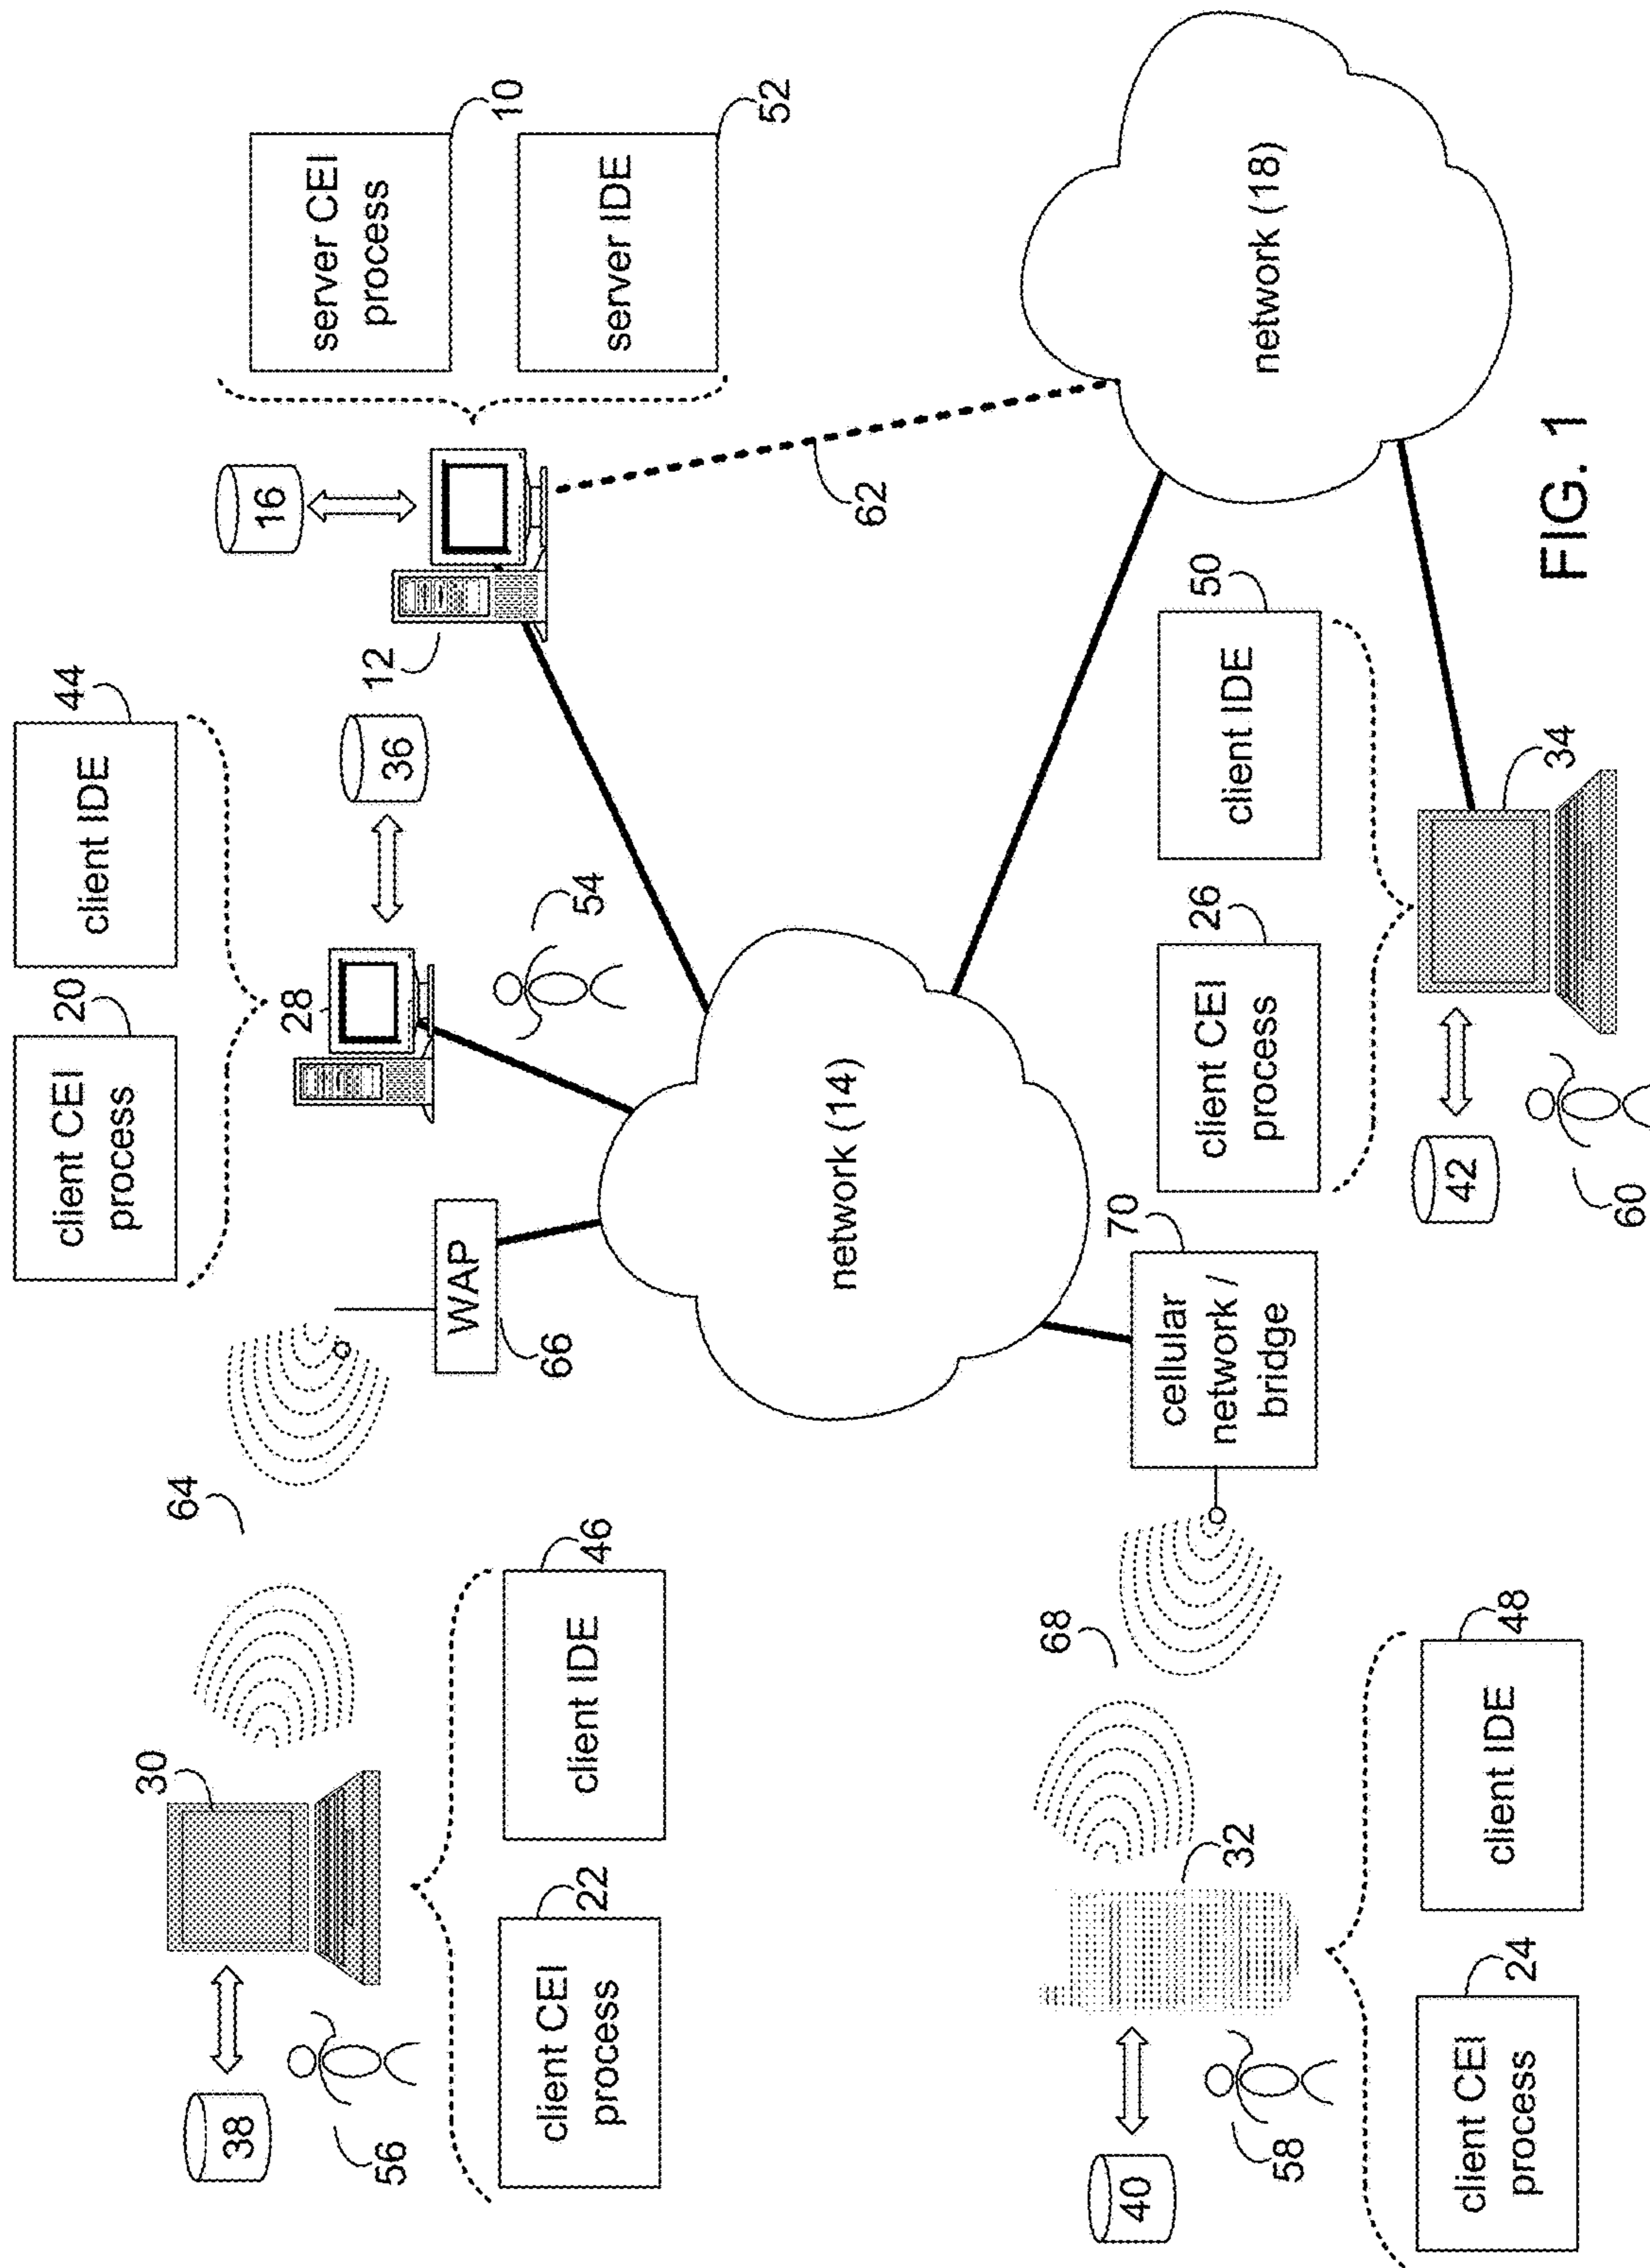 64
38
30
56
client CEI
process
22
client IDE
46
client CEI
process
20
client IDE
44
28
36
54
WAP
66
16
12
server CEI
process
10
server IDE
52
network (14)
62
network (18)
40
32
58
68
client CEI
process
24
client IDE
48
cellular
network /
bridge
70
client CEI
process
26
client IDE
50
42
34
60
FIG. 1